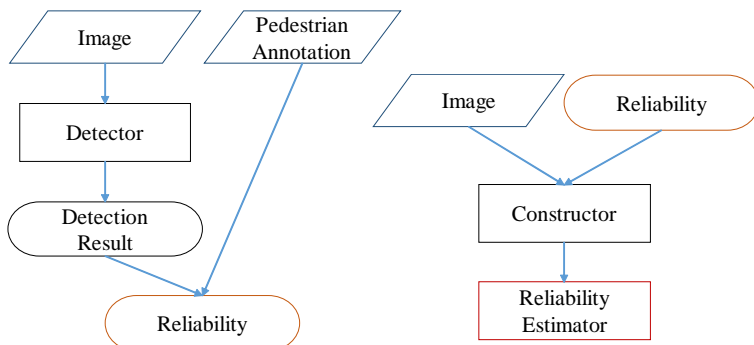 Image
Pedestrian
Annotation
Detector
Detection
Result
Reliability
Image
Reliability
Constructor
Reliability
Estimator